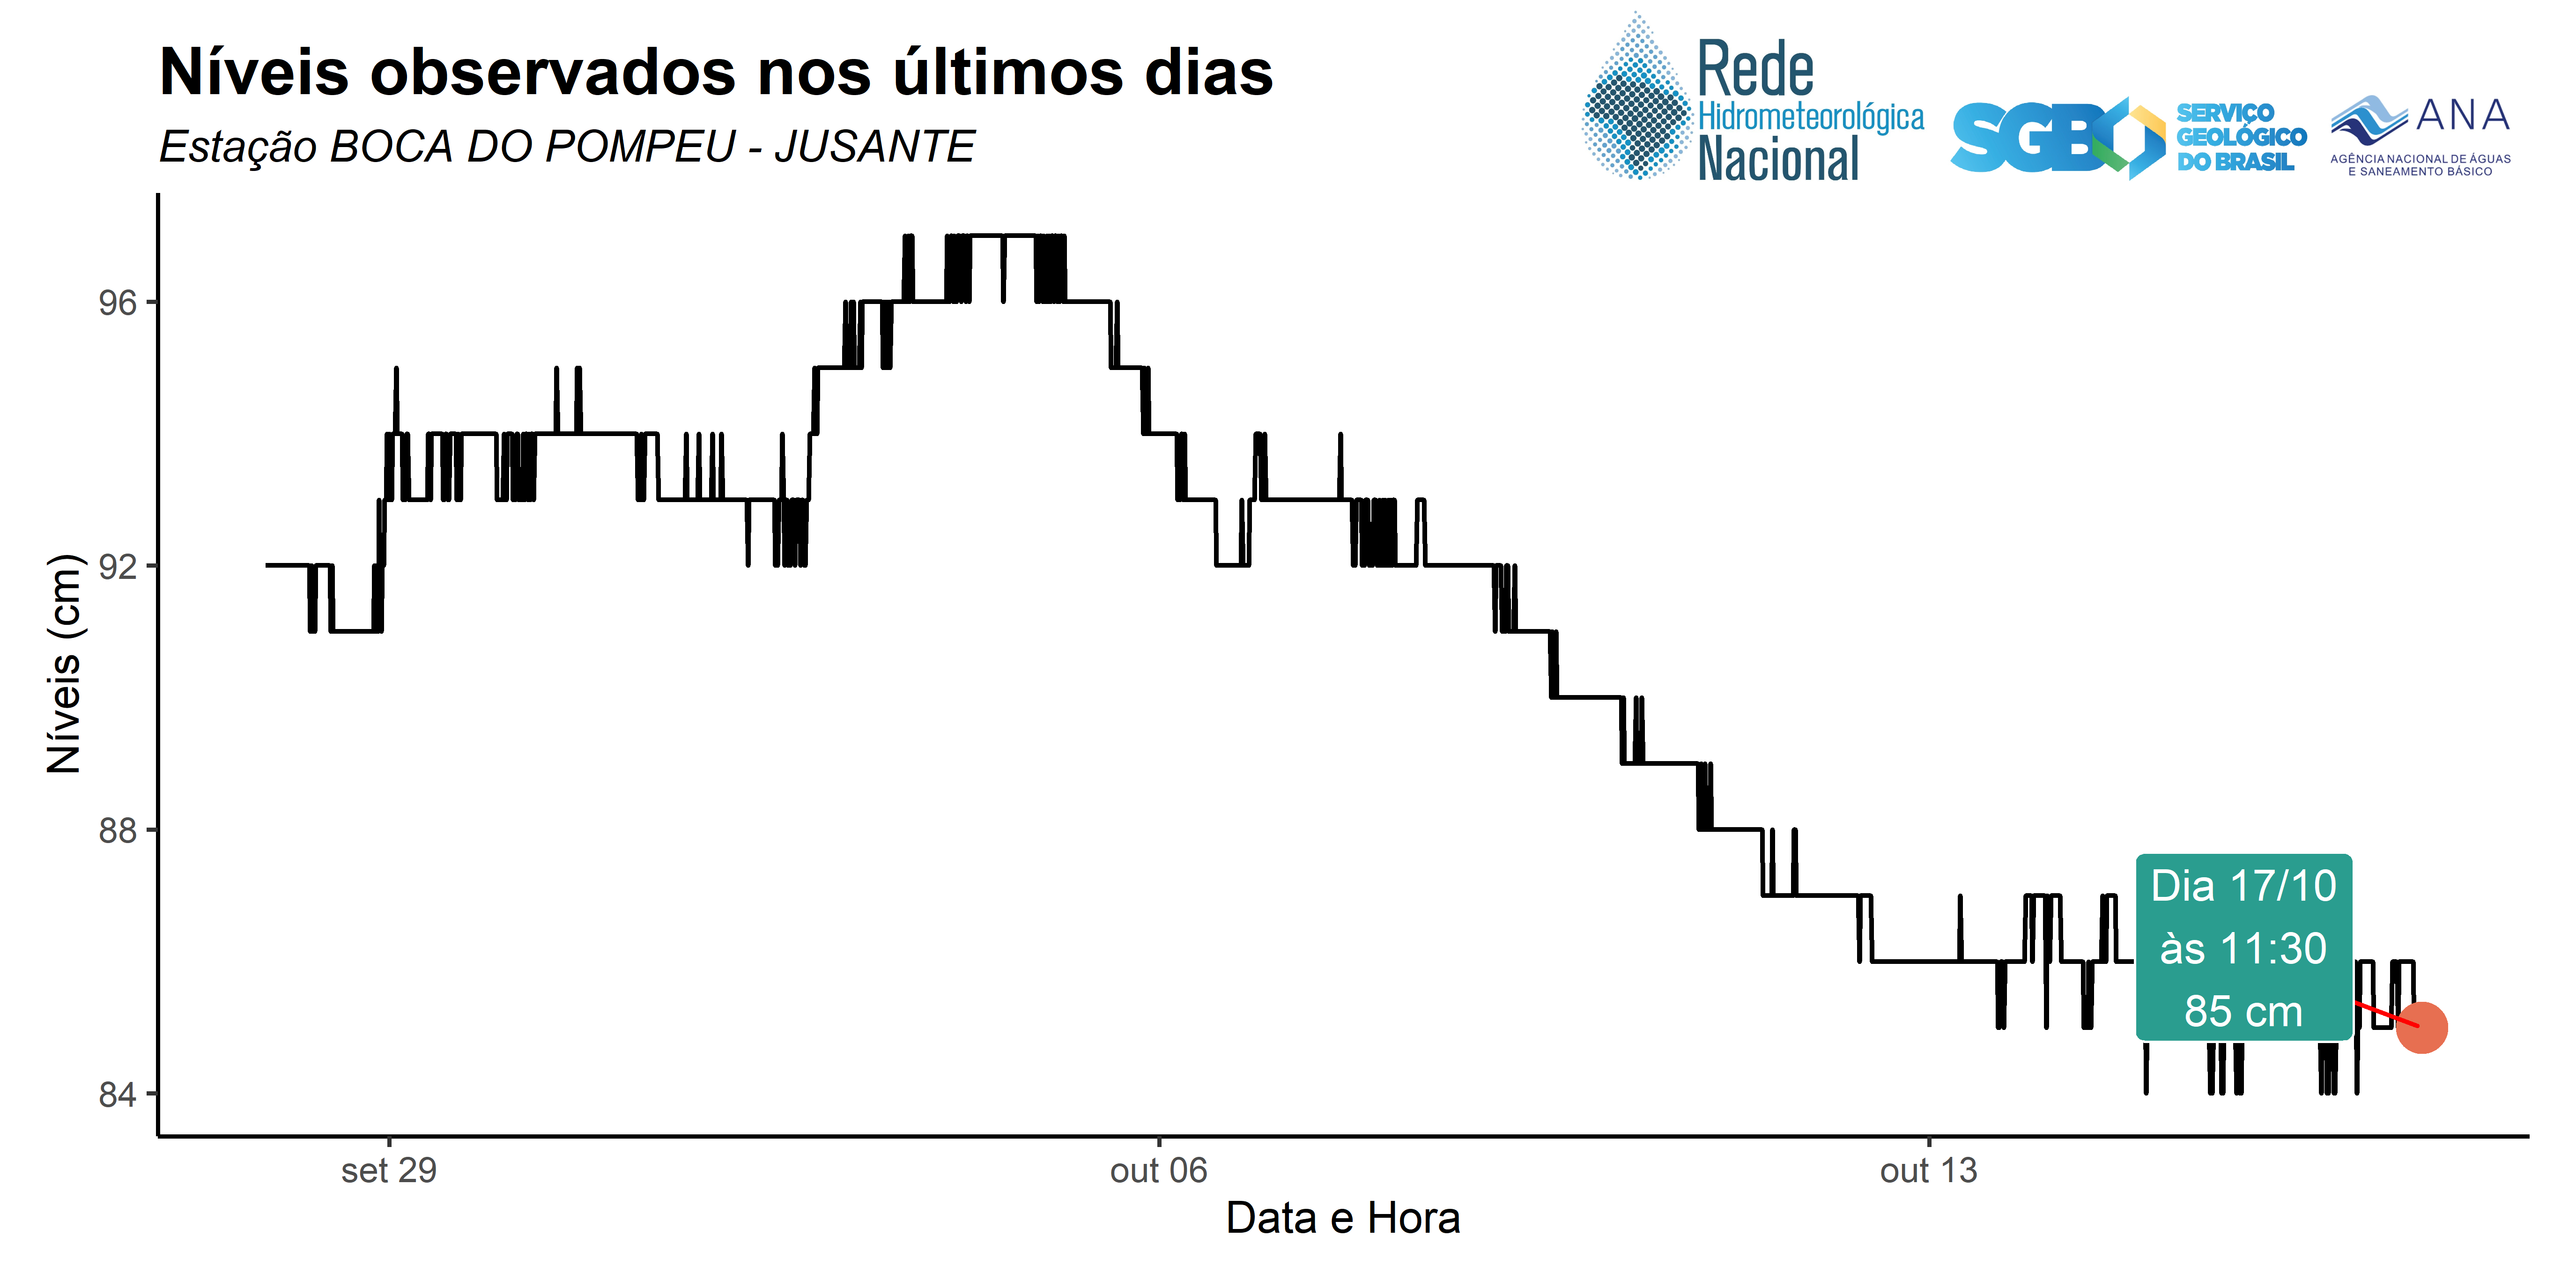 Níveis observados nos últimos dias
Estação BOCA DO POMPEU - JUSANTE
Rede
Hidrometeorológica
Nacional
SGB
SERVIÇO
GEOLÓGICO
DO BRASIL
ANA
AGÊNCIA NACIONAL DE ÁGUAS
E SANEAMENTO BÁSICO
Níveis (cm)
96
92
88
84
Dia 17/10
às 11:30
85 cm
set 29
out 06
out 13
Data e Hora